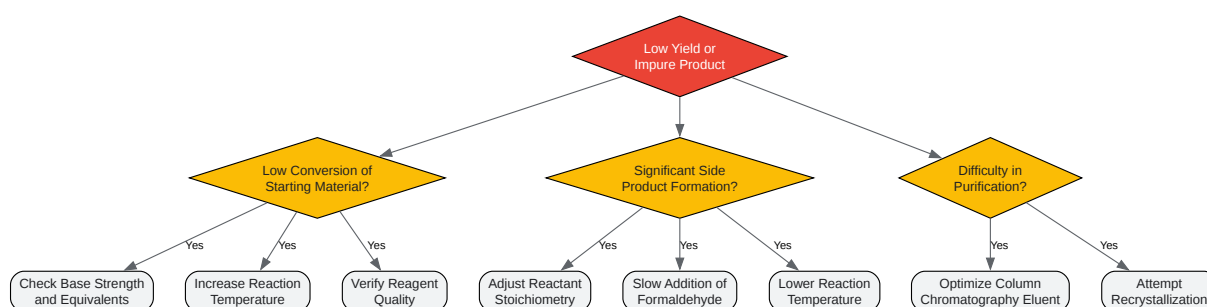 Low Yield or
Impure Product
Low Conversion of
Starting Material?
Significant Side
Product Formation?
Difficulty in
Purification?
Yes
Yes
Yes
Yes
Yes
Yes
Yes
Yes
Check Base Strength
and Equivalents
Increase Reaction
Temperature
Verify Reagent
Quality
Adjust Reactant
Stoichiometry
Slow Addition of
Formaldehyde
Lower Reaction
Temperature
Optimize Column
Chromatography Eluent
Attempt
Recrystallization